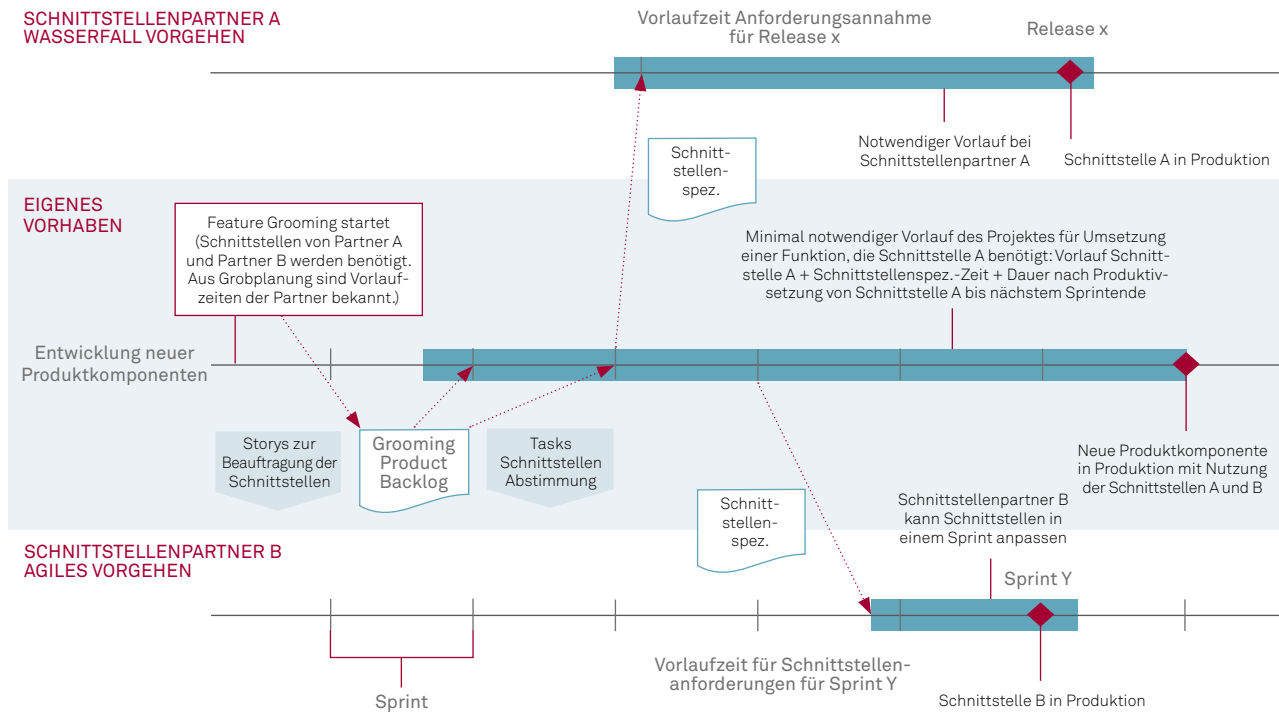 SCHNITTSTELLENPARTNER A
WASSERFALL VORGEHEN
Vorlaufzeit Anforderungsannahme
für Release x
Release x
Notwendiger Vorlauf bei
Schnittstellenpartner A
Schnittstelle A in Produktion
Schnitt-
stellen-
spez.
EIGENES
VORHABEN
Feature Grooming startet
(Schnittstellen von Partner A
und Partner B werden benötigt.
Aus Grobplanung sind Vorlauf-
zeiten der Partner bekannt.)
Minimal notwendiger Vorlauf des Projektes für Umsetzung
einer Funktion, die Schnittstelle A benötigt: Vorlauf Schnitt-
stelle A + Schnittstellenspez.-Zeit + Dauer nach Produktiv-
setzung von Schnittstelle A bis nächstem Sprintende
Entwicklung neuer
Produktkomponenten
Storys zur
Beauftragung der
Schnittstellen
Grooming
Product
Backlog
Tasks
Schnittstellen
Abstimmung
Neue Produktkomponente
in Produktion mit Nutzung
der Schnittstellen A und B
Schnitt-
stellen-
spez.
Schnittstellenpartner B
kann Schnittstellen in
einem Sprint anpassen
SCHNITTSTELLENPARTNER B
AGILES VORGEHEN
Sprint Y
Sprint
Vorlaufzeit für Schnittstellen-
anforderungen für Sprint Y
Schnittstelle B in Produktion